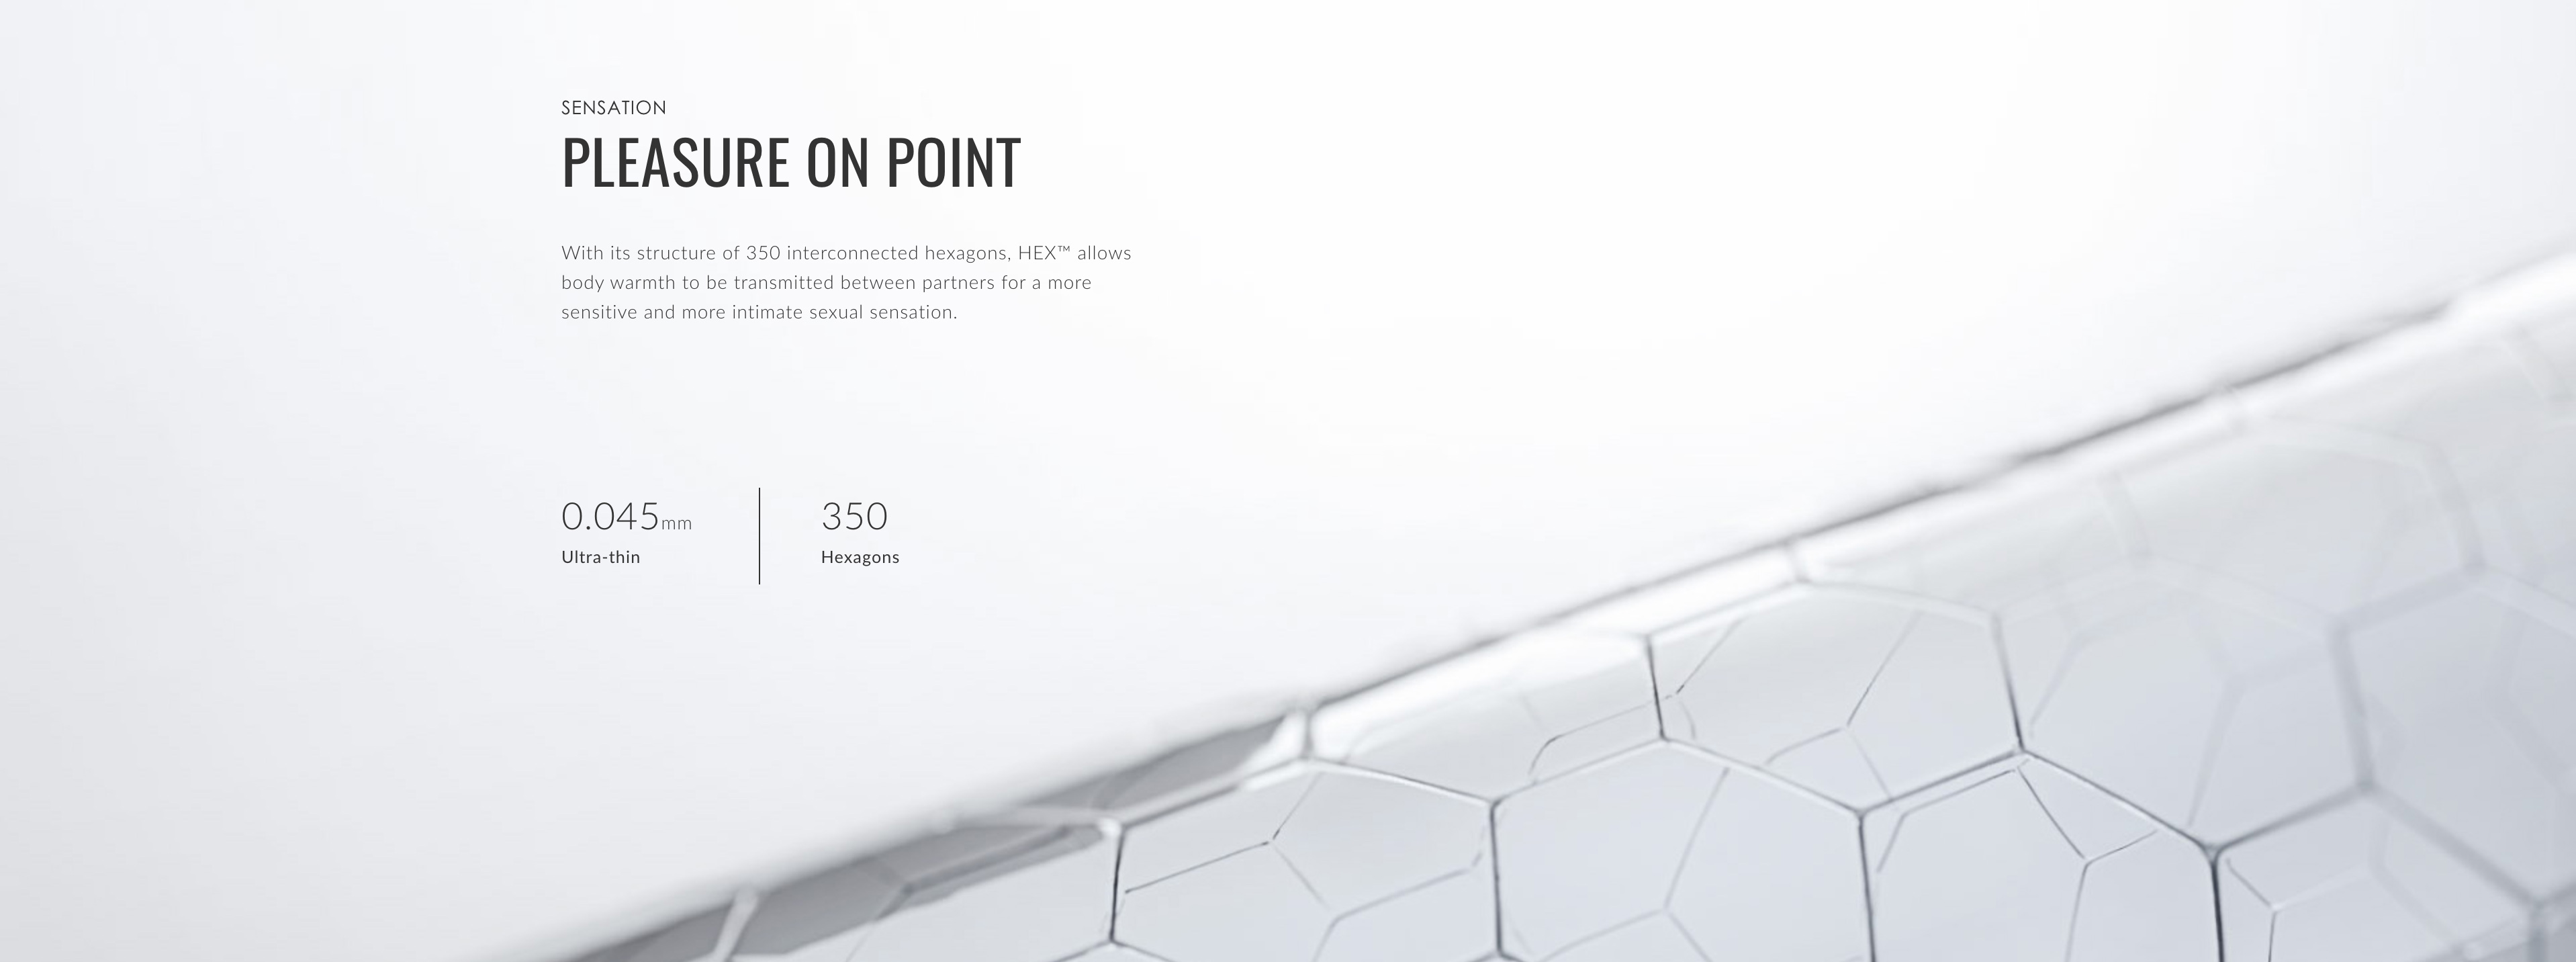 SENSATION
PLEASURE ON POINT
With its structure of 350 interconnected hexagons, HEX™ allows
body warmth to be transmitted between partners for a more
sensitive and more intimate sexual sensation.
0.045mm
Ultra-thin
350
Hexagons